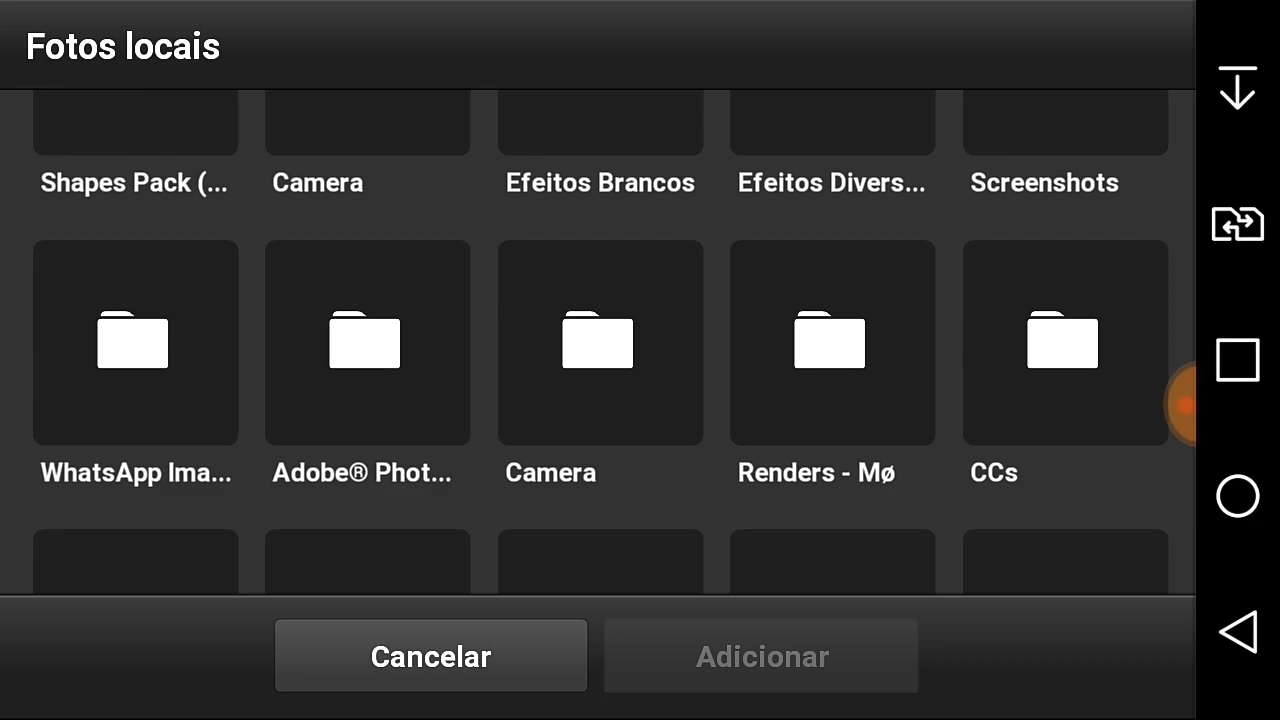 Fotos locais
Shapes Pack (... Camera Efeitos Brancos Efeitos Divers... Screenshots
WhatsApp Ima... Adobe® Phot... Camera Renders - Mø CCs
Cancelar Adicionar